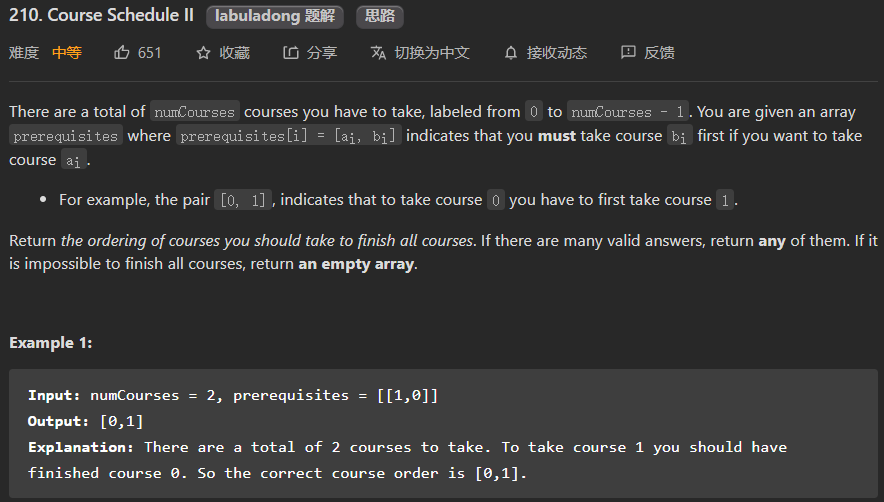 210. Course Schedule II labuladong 题解 思路
难度 中等 651 收藏 分享 切换为中文 接收动态 反馈
There are a total of numCourses courses you have to take, labeled from 0 to numCourses - 1. You are given an array
prerequisites where prerequisites[i] = [ai, bi] indicates that you must take course bi first if you want to take
course ai.
• For example, the pair [0, 1], indicates that to take course 0 you have to first take course 1.
Return the ordering of courses you should take to finish all courses. If there are many valid answers, return any of them. If it
is impossible to finish all courses, return an empty array.
Example 1:
Input: numCourses = 2, prerequisites = [[1,0]]
Output: [0,1]
Explanation: There are a total of 2 courses to take. To take course 1 you should have
finished course 0. So the correct course order is [0,1].